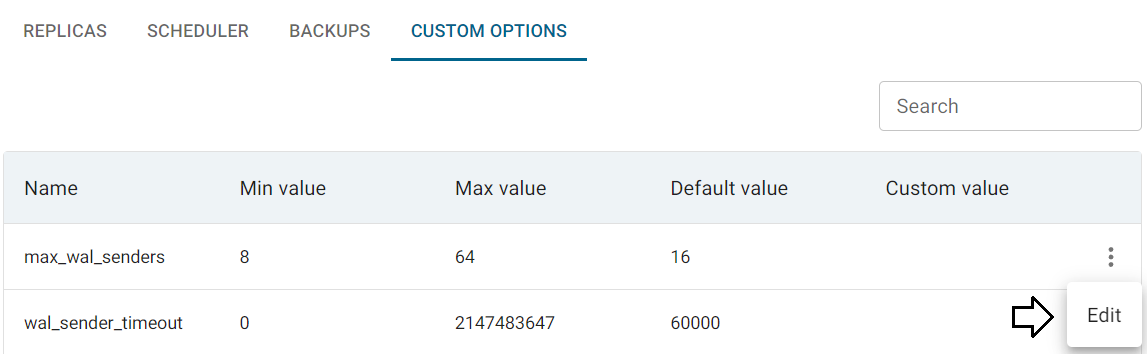 REPLICAS SCHEDULER BACKUPS CUSTOM OPTIONS
Search
Name Min value Max value Default value Custom value
max_wal_senders 8 64 16
Edit
wal_sender_timeout 0 2147483647 60000